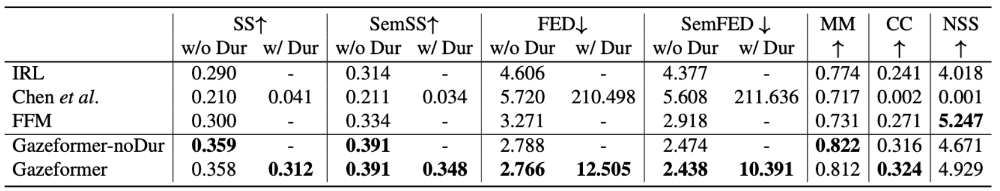 SS↑ SemSS↑ FED↓ SemFED ↓ MM CC NSS
w/o Dur w/ Dur w/o Dur w/ Dur w/o Dur w/ Dur w/o Dur w/ Dur ↑ ↑ ↑
IRL 0.290 - 0.314 - 4.606 - 4.377 - 0.774 0.241 4.018
Chen et al. 0.210 0.041 0.211 0.034 5.720 210.498 5.608 211.636 0.717 0.002 0.001
FFM 0.300 - 0.334 - 3.271 - 2.918 - 0.731 0.271 5.247
Gazeformer-noDur 0.359 - 0.391 - 2.788 - 2.474 - 0.822 0.316 4.671
Gazeformer 0.358 0.312 0.391 0.348 2.766 12.505 2.438 10.391 0.812 0.324 4.929